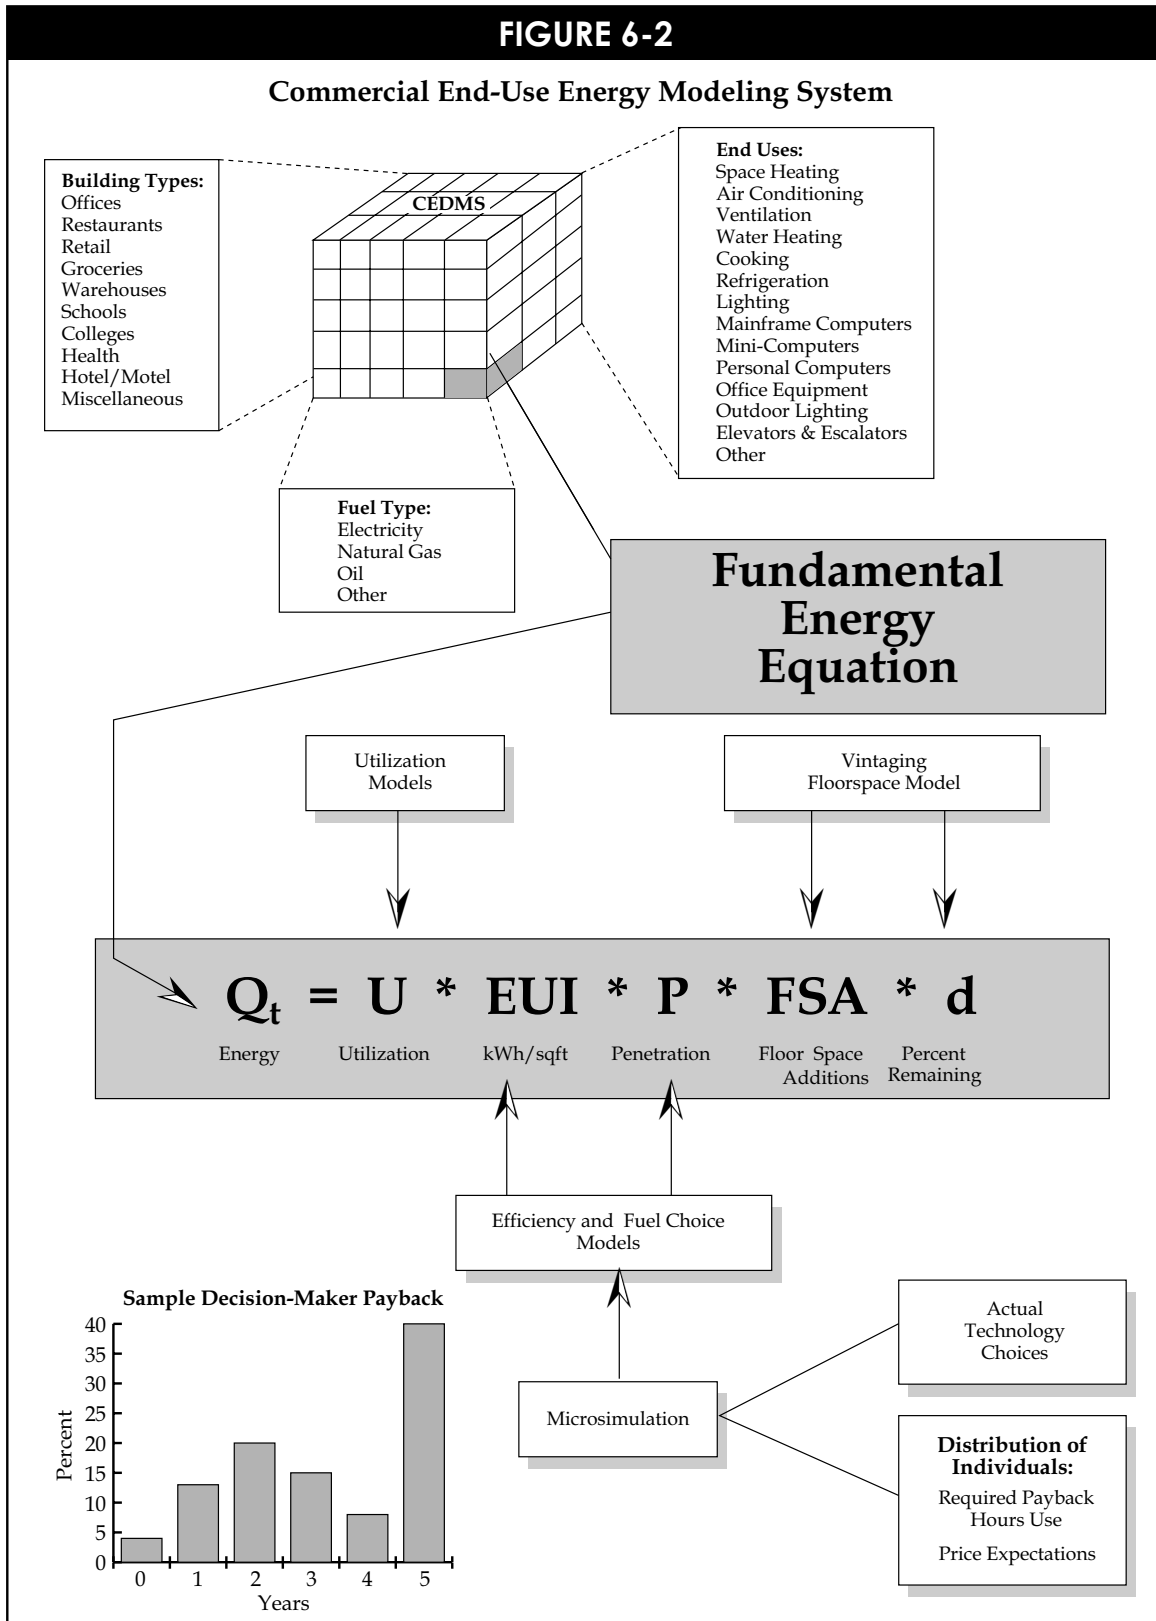 FIGURE 6-2
Commercial End-Use Energy Modeling System
Building Types:
Offices
Restaurants
Retail
Groceries
Warehouses
Schools
Colleges
Health
Hotel/Motel
Miscellaneous
CEDMS
End Uses:
Space Heating
Air Conditioning
Ventilation
Water Heating
Cooking
Refrigeration
Lighting
Mainframe Computers
Mini-Computers
Personal Computers
Office Equipment
Outdoor Lighting
Elevators & Escalators
Other
Fuel Type:
Electricity
Natural Gas
Oil
Other
Fundamental
Energy
Equation
Utilization
Models
Vintaging
Floorspace Model
Qt = U * EUI * P * FSA * d
Energy Utilization kWh/sqft Penetration Floor Space Percent
Additions Remaining
Efficiency and Fuel Choice
Models
Sample Decision-Maker Payback
40
35
30
25
20
15
10
5
0
Percent
0 1 2 3 4 5
Years
Microsimulation
Actual
Technology
Choices
Distribution of
Individuals:
Required Payback
Hours Use
Price Expectations